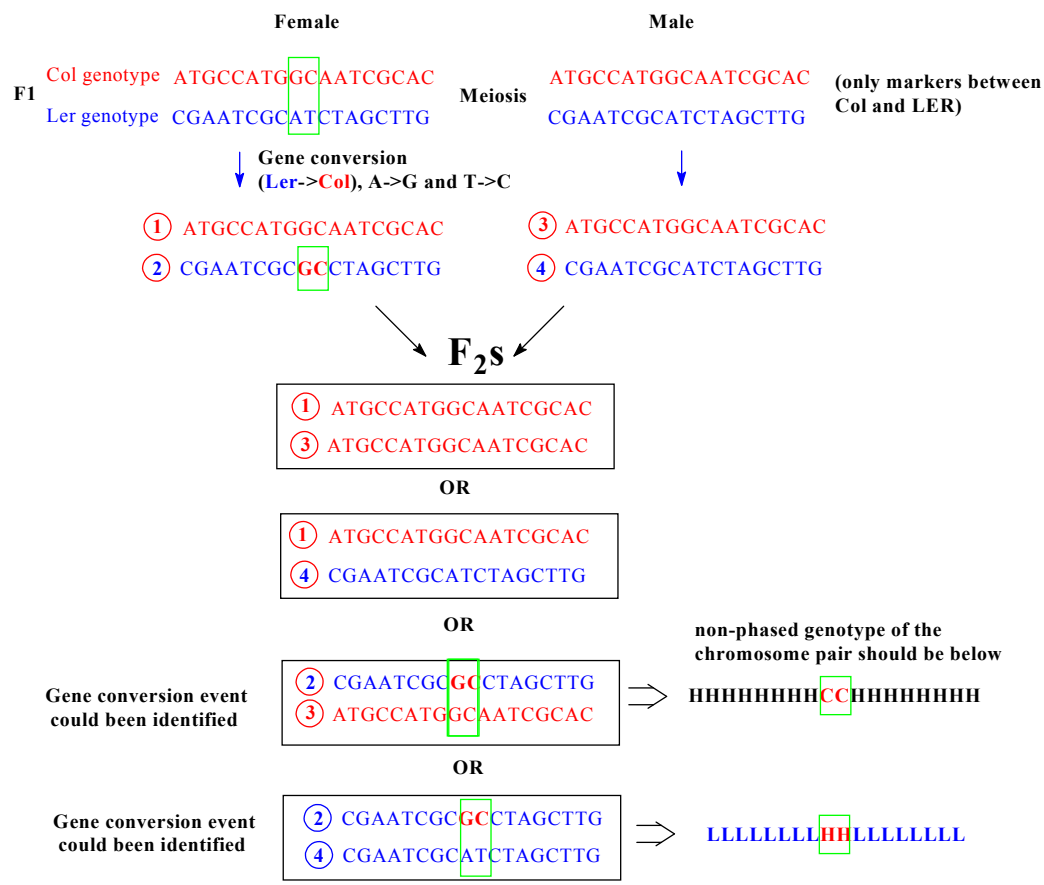 Female
Male
F1
Col genotype ATGCCATGGCAATCGCAC
Ler genotype CGAATCGCATCTAGCTTG
Meiosis
ATGCCATGGCAATCGCAC
CGAATCGCATCTAGCTTG
(only markers between
Col and LER)
Gene conversion
(Ler->Col), A->G and T->C
1 ATGCCATGGCAATCGCAC
2 CGAATCGCGCCTAGCTTG
3 ATGCCATGGCAATCGCAC
4 CGAATCGCATCTAGCTTG
F2s
1 ATGCCATGGCAATCGCAC
3 ATGCCATGGCAATCGCAC
OR
1 ATGCCATGGCAATCGCAC
4 CGAATCGCATCTAGCTTG
OR
Gene conversion event
could been identified
2 CGAATCGCGCCTAGCTTG
3 ATGCCATGGCAATCGCAC
non-phased genotype of the
chromosome pair should be below
HHHHHHHHCCHHHHHHHH
OR
Gene conversion event
could been identified
2 CGAATCGCGCCTAGCTTG
4 CGAATCGCATCTAGCTTG
LLLLLLLLHHLLLLLLLL